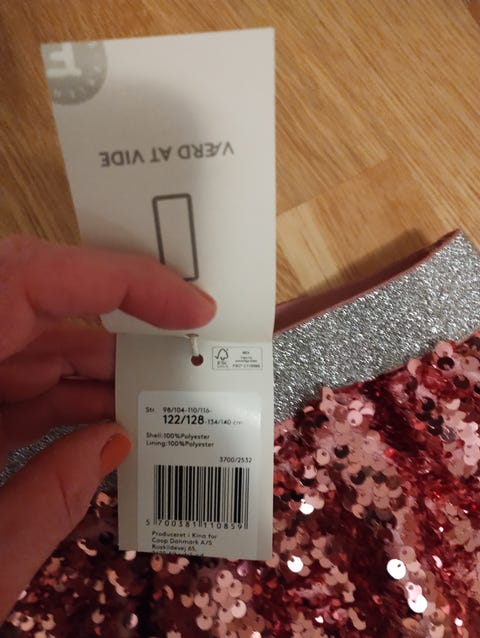 VÆRD AT VIDE
FSC
MIX
Str. 98/104-110/116-
122/128-134/140 cm
Shell:100%Polyester
Lining:100%Polyester
3700/2532
5 700381 110859
Produceret i Kina for
Coop Danmark A/S
Roskildevej 65,